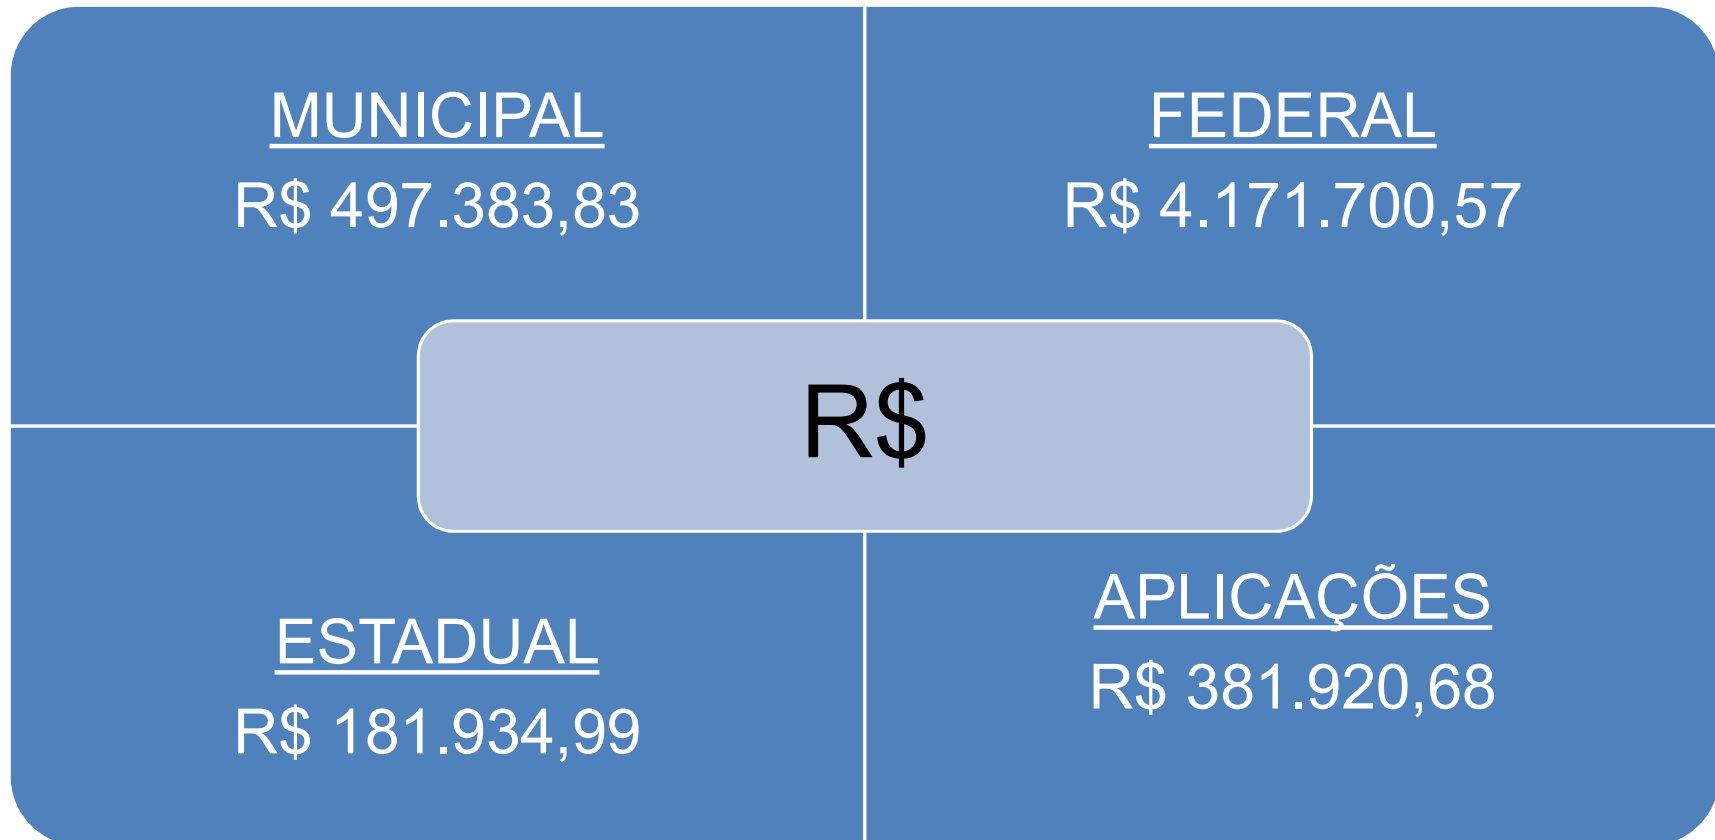 MUNICIPAL
R$ 497.383,83
FEDERAL
R$ 4.171.700,57
R$
ESTADUAL
R$ 181.934,99
APLICAÇÕES
R$ 381.920,68